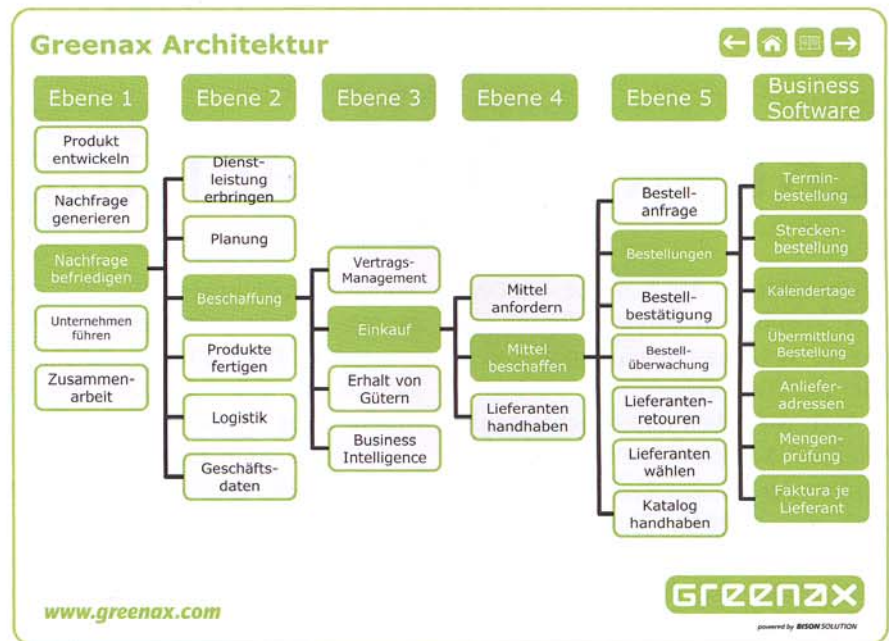 Greenax Architektur
Ebene 1
Ebene 2
Ebene 3
Ebene 4
Ebene 5
Business
Software
Produkt
entwickeln
Nachfrage
generieren
Nachfrage
befriedigen
Unternehmen
führen
Zusammen-
arbeit
Dienst-
leistung
erbringen
Planung
Beschaffung
Produkte
fertigen
Logistik
Geschäfts-
daten
Vertrags-
Management
Einkauf
Erhalt von
Gütern
Business
Intelligence
Mittel
anfordern
Mittel
beschaffen
Lieferanten
handhaben
Bestell-
anfrage
Bestellungen
Bestell-
bestätigung
Bestell-
überwachung
Lieferanten-
retouren
Lieferanten
wählen
Katalog
handhaben
Termin-
bestellung
Strecken-
bestellung
Kalendertage
Übermittlung
Bestellung
Anliefer-
adressen
Mengen-
prüfung
Faktura je
Lieferant
www.greenax.com
Greenax
powered by BISON SOLUTION